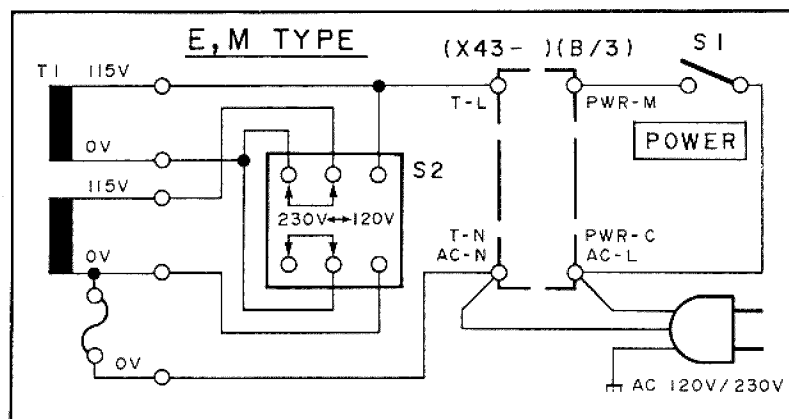 E, M TYPE
(X43- )(B/3)
S1
T1
115V
T-L
PWR-M
POWER
0V
S2
115V
230V↔120V
T-N
AC-N
PWR-C
AC-L
0V
0V
AC 120V/230V